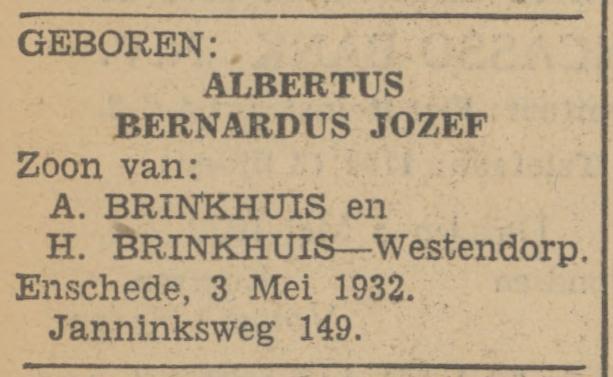 GEBOREN:
ALBERTUS
BERNARDUS JOZEF
Zoon van:
A. BRINKHUIS en
H. BRINKHUIS—Westendorp.
Enschede, 3 Mei 1932.
Janninksweg 149.